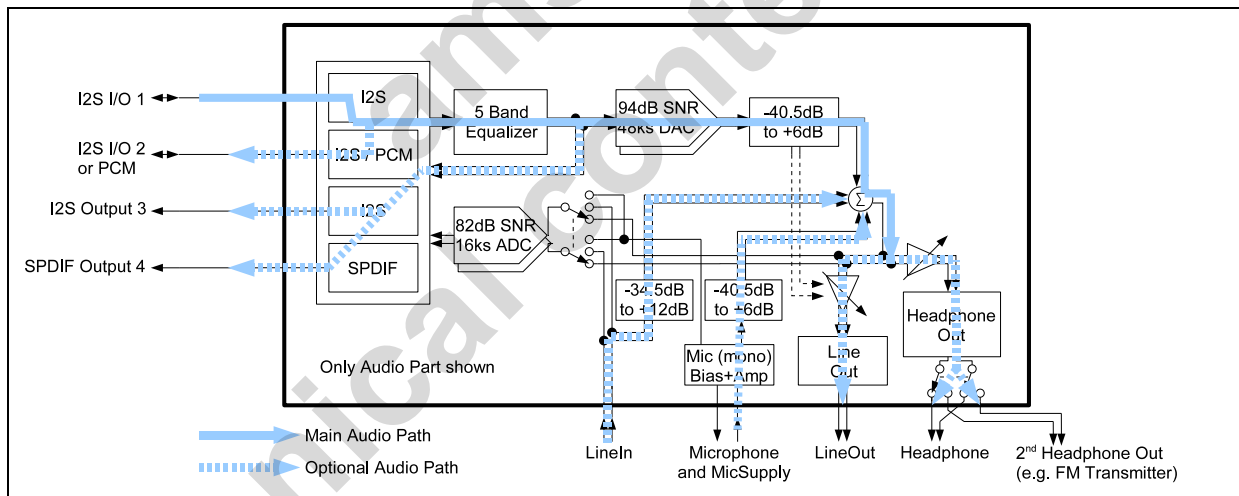 I2S I/O 1
I2S
5 Band
Equalizer
94dB SNR
48ks DAC
-40.5dB
to +6dB
I2S I/O 2
or PCM
I2S / PCM
I2S Output 3
I2S
82dB SNR
16ks ADC
Σ
SPDIF Output 4
SPDIF
-34.5dB
to +12dB
-40.5dB
to +6dB
Headphone
Out
Only Audio Part shown
Mic (mono)
Bias+Amp
Line
Out
Main Audio Path
Optional Audio Path
LineIn
Microphone
and MicSupply
LineOut
Headphone
2nd Headphone Out
(e.g. FM Transmitter)